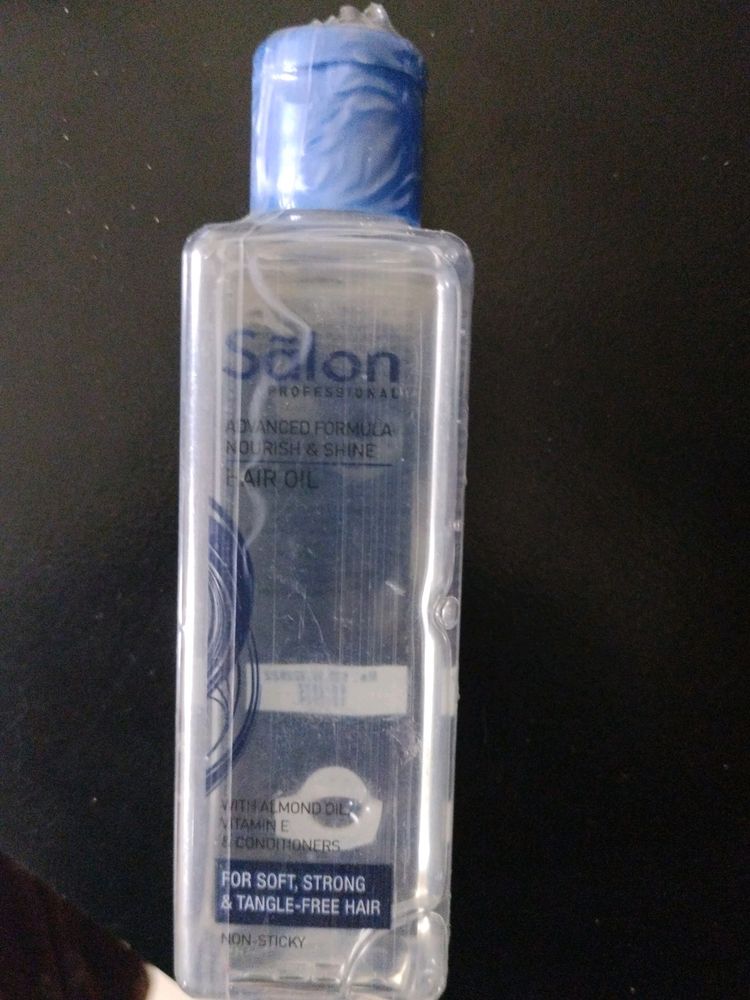 Sālon
PROFESSIONAL
ADVANCED FORMULA
NOURISH & SHINE
HAIR OIL
WITH ALMOND OIL,
VITAMIN E
& CONDITIONERS
FOR SOFT, STRONG
& TANGLE-FREE HAIR
NON-STICKY